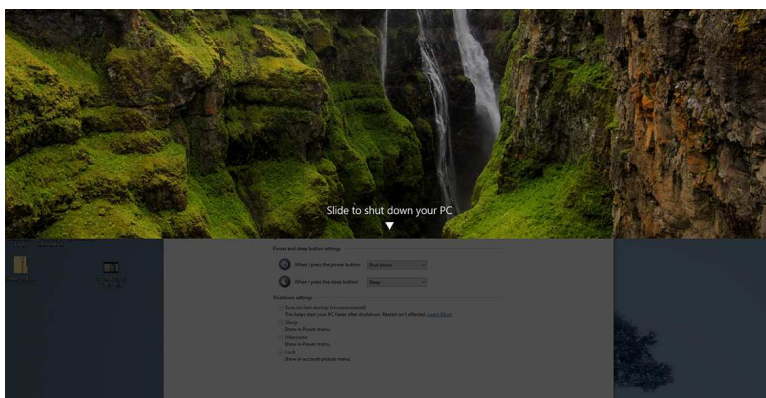 Slide to shut down your PC
Power and sleep button settings
When I press the power button: Shut down
When I press the sleep button: Sleep
Shutdown settings
Turn on fast startup (recommended)
This helps start your PC faster after shutdown. Restart isn't affected. Learn More
Sleep
Show in Power menu.
Hibernate
Show in Power menu.
Lock
Show in account picture menu.